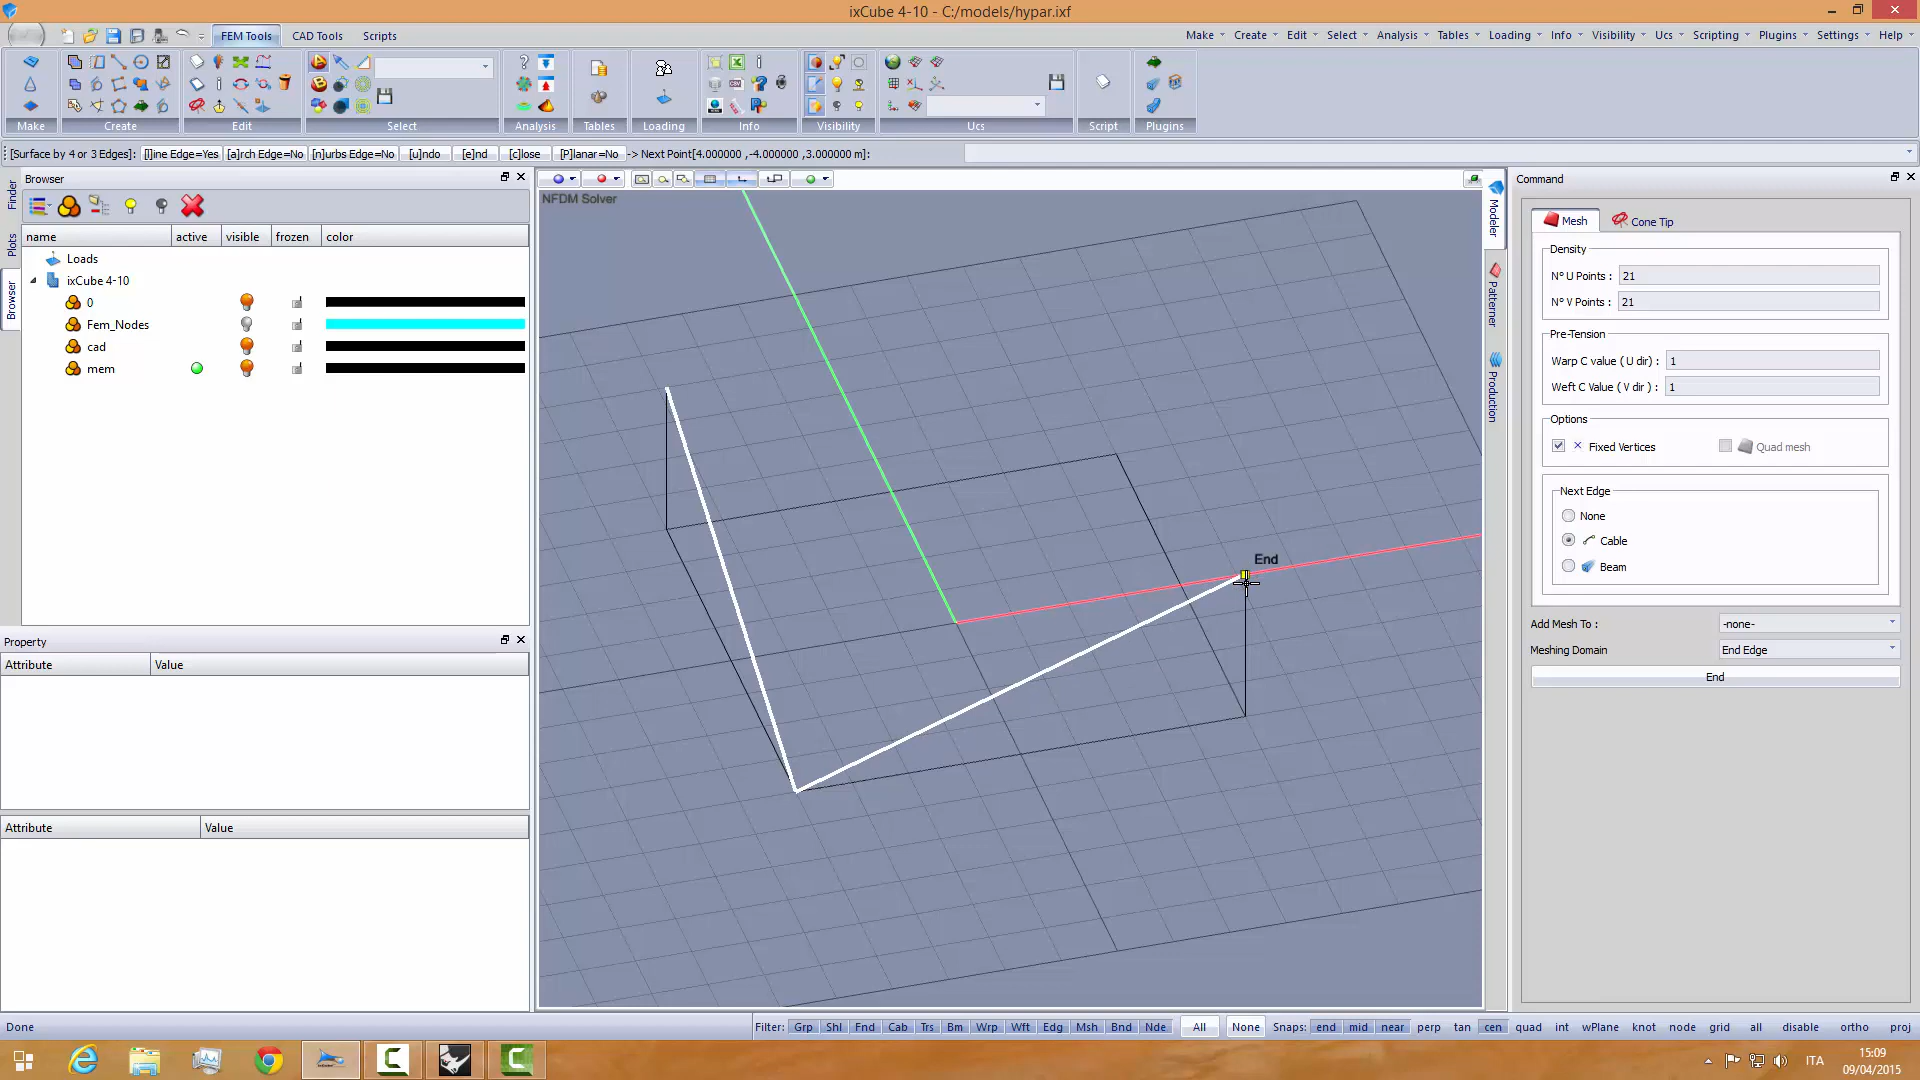 ixCube 4-10 - C:/models/hypar.ixf
FEM Tools CAD Tools Scripts
Make Create Edit Select Analysis Tables Loading Info Visibility Ucs Scripting Plugins Settings Help
Make Create Edit Select Analysis Tables Loading Info Visibility Ucs Script Plugins
[Surface by 4 or 3 Edges]: [l]ine Edge=Yes [a]rch Edge=No [n]urbs Edge=No [u]ndo [e]nd [c]lose [P]lanar=No -> Next Point[4.000000 ,-4.000000 ,3.000000 m]:
Finder
Plots
Browser
Browser
name active visible frozen color
Loads
ixCube 4-10
0
Fem_Nodes
cad
mem
Property
Attribute Value
Attribute Value
NFDM Solver
End
Modeler
Patterner
Production
Command
Mesh Cone Tip
Density
N° U Points : 21
N° V Points : 21
Pre-Tension
Warp C value ( U dir) : 1
Weft C Value ( V dir ) : 1
Options
Fixed Vertices Quad mesh
Next Edge
None
Cable
Beam
Add Mesh To : -none-
Meshing Domain End Edge
End
Done
Filter: Grp Shl Fnd Cab Trs Bm Wrp Wft Edg Msh Bnd Nde All None Snaps: end mid near perp tan cen quad int wPlane knot node grid all disable ortho proj
ITA
15:09
09/04/2015